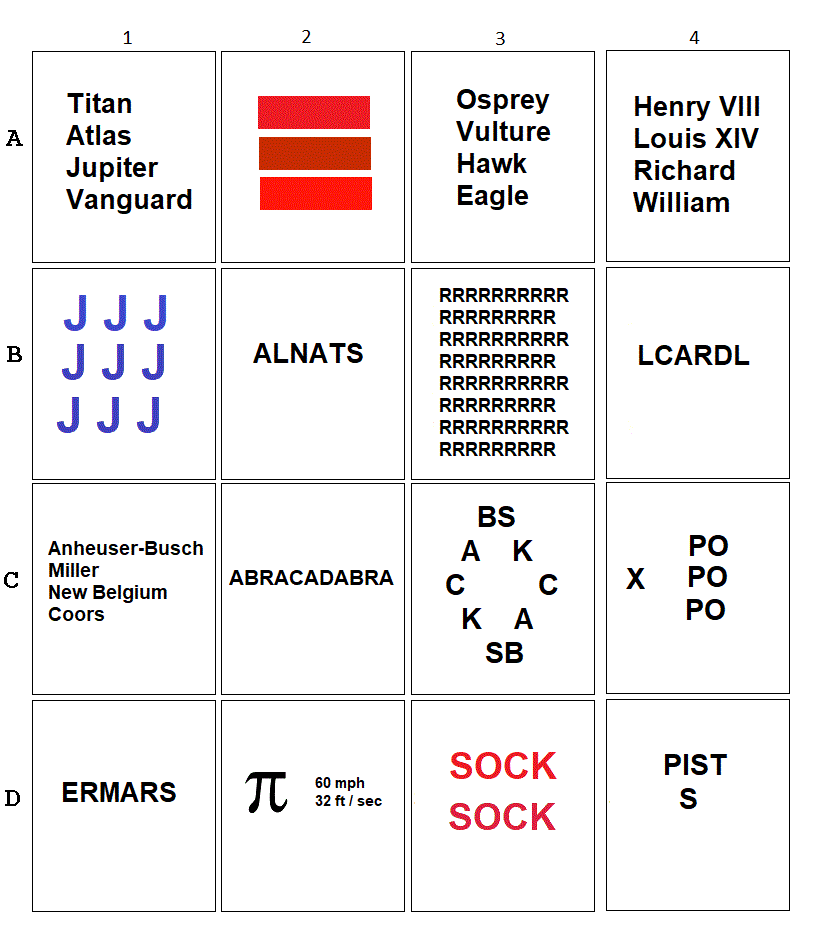 1 2 3 4
A
Titan
Atlas
Jupiter
Vanguard
Osprey
Vulture
Hawk
Eagle
Henry VIII
Louis XIV
Richard
William
B
J J J
J J J
J J J
ALNATS
RRRRRRRRRR
RRRRRRRRR
RRRRRRRRRR
RRRRRRRRR
RRRRRRRRRR
RRRRRRRRR
RRRRRRRRRR
RRRRRRRRR
LCARDL
C
Anheuser-Busch
Miller
New Belgium
Coors
ABRACADABRA
BS
A K
C C
K A
SB
PO
X PO
PO
D
ERMARS
π
60 mph
32 ft / sec
SOCK
SOCK
PIST
S